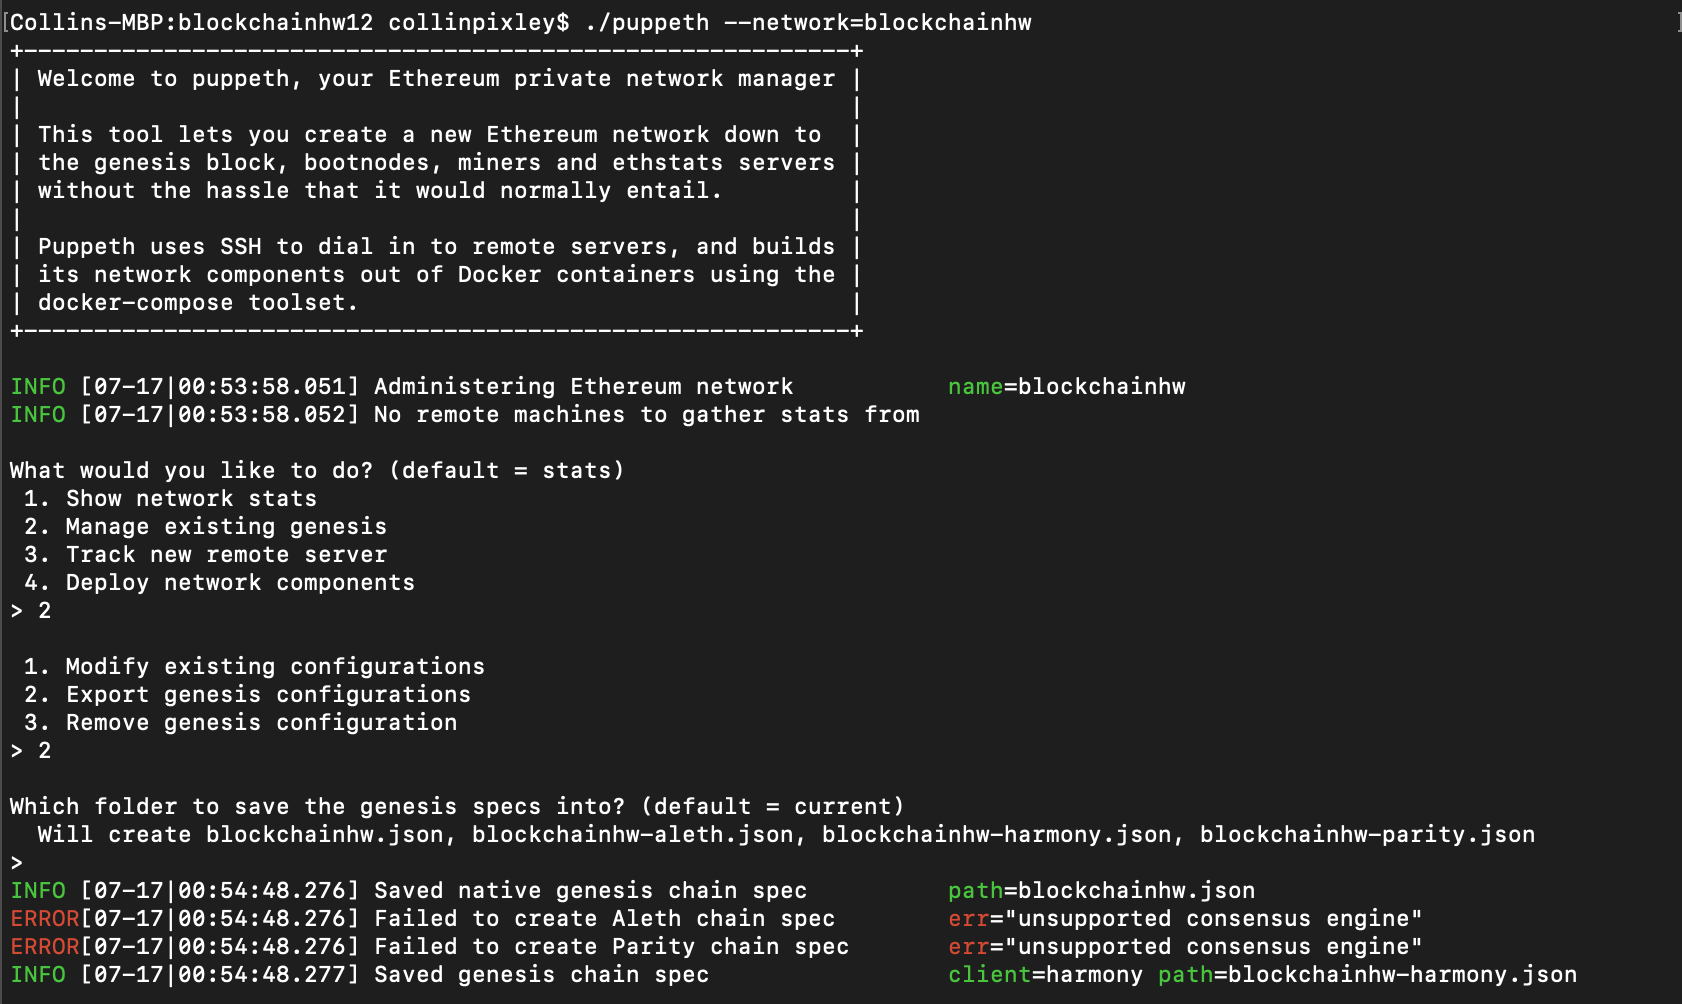 [Collins-MBP:blockchainhw12 collinpixley$ ./puppeth --network=blockchainhw ]
+-----------------------------------------------------------+
| Welcome to puppeth, your Ethereum private network manager |
|                                                           |
| This tool lets you create a new Ethereum network down to  |
| the genesis block, bootnodes, miners and ethstats servers |
| without the hassle that it would normally entail.         |
|                                                           |
| Puppeth uses SSH to dial in to remote servers, and builds |
| its network components out of Docker containers using the |
| docker-compose toolset.                                   |
+-----------------------------------------------------------+
INFO [07-17|00:53:58.051] Administering Ethereum network           name=blockchainhw
INFO [07-17|00:53:58.052] No remote machines to gather stats from
What would you like to do? (default = stats)
 1. Show network stats
 2. Manage existing genesis
 3. Track new remote server
 4. Deploy network components
> 2
 1. Modify existing configurations
 2. Export genesis configurations
 3. Remove genesis configuration
> 2
Which folder to save the genesis specs into? (default = current)
  Will create blockchainhw.json, blockchainhw-aleth.json, blockchainhw-harmony.json, blockchainhw-parity.json
>
INFO [07-17|00:54:48.276] Saved native genesis chain spec          path=blockchainhw.json
ERROR[07-17|00:54:48.276] Failed to create Aleth chain spec        err="unsupported consensus engine"
ERROR[07-17|00:54:48.276] Failed to create Parity chain spec       err="unsupported consensus engine"
INFO [07-17|00:54:48.277] Saved genesis chain spec                 client=harmony path=blockchainhw-harmony.json